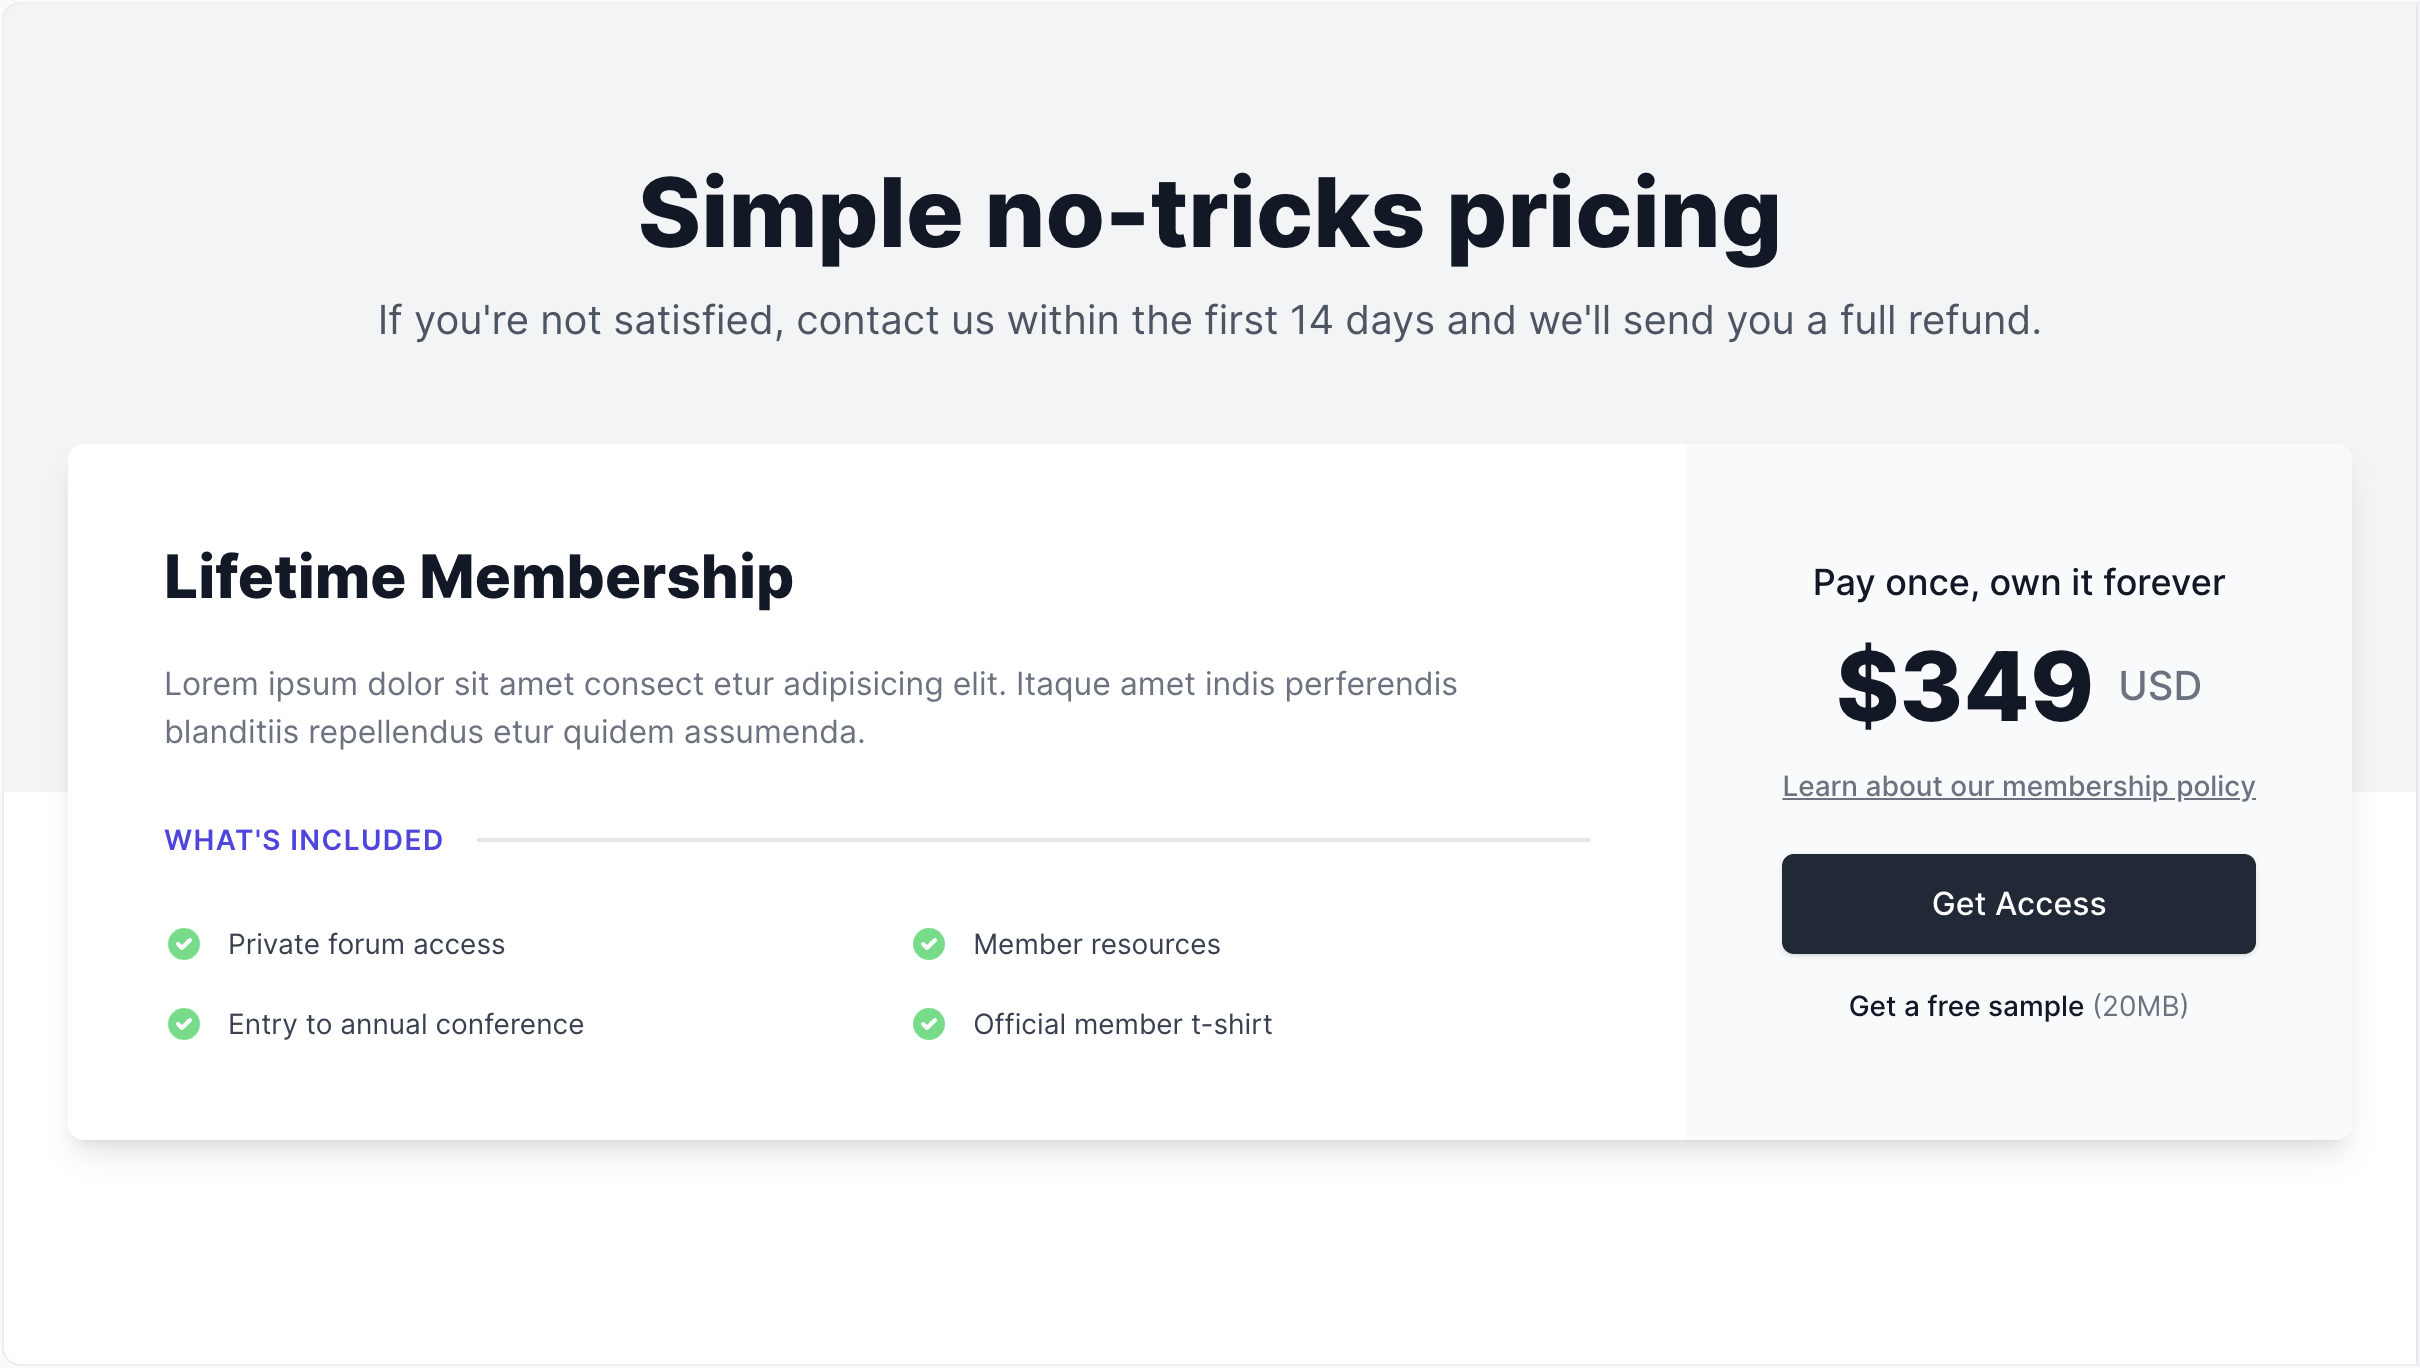 Simple no-tricks pricing
If you're not satisfied, contact us within the first 14 days and we'll send you a full refund.
Lifetime Membership
Lorem ipsum dolor sit amet consect etur adipisicing elit. Itaque amet indis perferendis
blanditiis repellendus etur quidem assumenda.
WHAT'S INCLUDED
Private forum access
Member resources
Entry to annual conference
Official member t-shirt
Pay once, own it forever
$349 USD
Learn about our membership policy
Get Access
Get a free sample (20MB)